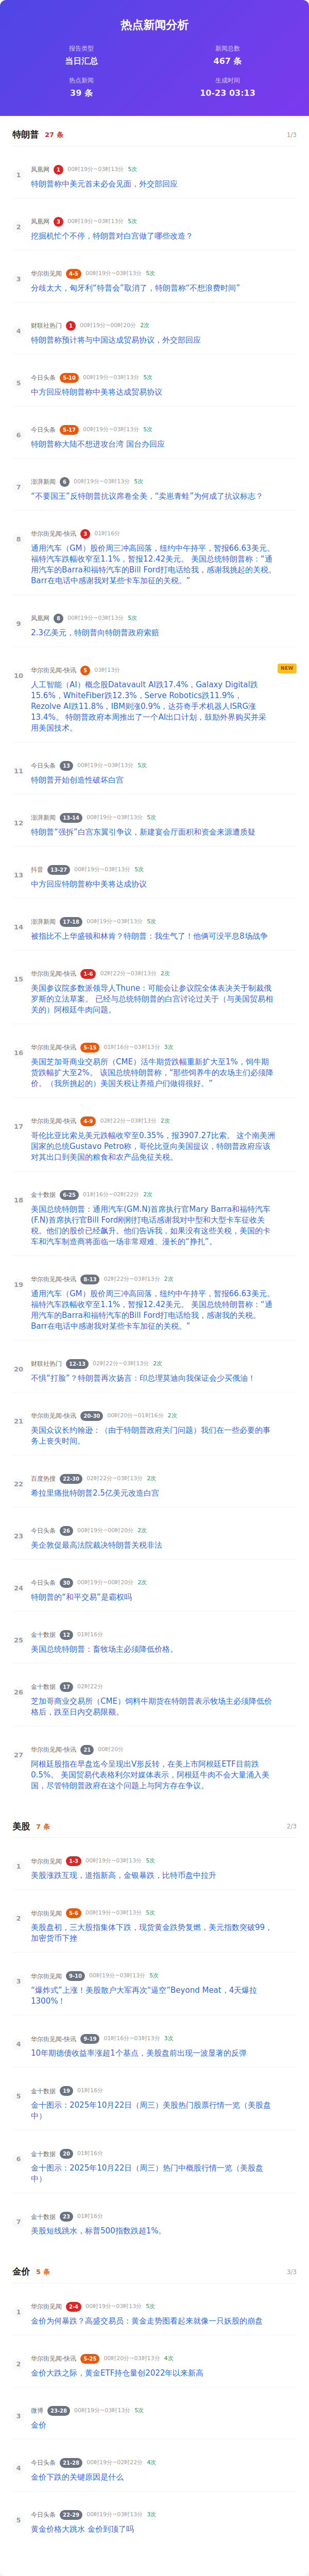 热点新闻分析
报告类型
新闻总数
当日汇总
467 条
热点新闻
生成时间
39 条
10-23 03:13
特朗普 27 条 1/3
1
凤凰网 1 00时19分~03时13分 5次
特朗普称中美元首未必会见面，外交部回应
2
凤凰网 3 00时19分~03时13分 5次
挖掘机忙个不停，特朗普对白宫做了哪些改造？
3
华尔街见闻 4-5 00时19分~03时13分 5次
分歧太大，匈牙利“特普会”取消了，特朗普称“不想浪费时间”
4
财联社热门 1 00时19分~00时20分 2次
特朗普称预计将与中国达成贸易协议，外交部回应
5
今日头条 5-10 00时19分~03时13分 5次
中方回应特朗普称中美将达成贸易协议
6
今日头条 5-17 00时19分~03时13分 5次
特朗普称大陆不想进攻台湾 国台办回应
7
澎湃新闻 6 00时19分~03时13分 5次
“不要国王”反特朗普抗议席卷全美，“卖崽青蛙”为何成了抗议标志？
8
华尔街见闻-快讯 3 01时16分
通用汽车（GM）股价周三冲高回落，纽约中午持平，暂报66.63美元。
福特汽车跌幅收窄至1.1%，暂报12.42美元。 美国总统特朗普称：“通
用汽车的Barra和福特汽车的Bill Ford打电话给我，感谢我挑起的关税。
Barr在电话中感谢我对某些卡车加征的关税。”
9
凤凰网 8 00时19分~03时13分 5次
2.3亿美元，特朗普向特朗普政府索赔
10
华尔街见闻-快讯 5 03时13分
NEW
人工智能（AI）概念股Datavault AI跌17.4%，Galaxy Digital跌
15.6%，WhiteFiber跌12.3%，Serve Robotics跌11.9%，
Rezolve AI跌11.8%，IBM则涨0.9%，达芬奇手术机器人ISRG涨
13.4%。 特朗普政府本周推出了一个AI出口计划，鼓励外界购买并采
用美国技术。
11
今日头条 13 00时19分~03时13分 5次
特朗普开始创造性破坏白宫
12
澎湃新闻 13-14 00时19分~03时13分 5次
特朗普“强拆”白宫东翼引争议，新建宴会厅面积和资金来源遭质疑
13
抖音 13-27 00时19分~03时13分 5次
中方回应特朗普称中美将达成协议
14
澎湃新闻 17-18 00时19分~03时13分 5次
被指比不上华盛顿和林肯？特朗普：我生气了！他俩可没平息8场战争
15
华尔街见闻-快讯 1-6 02时22分~03时13分 2次
美国参议院多数派领导人Thune：可能会让参议院全体表决关于制裁俄
罗斯的立法草案。 已经与总统特朗普的白宫讨论过关于（与美国贸易相
关的）阿根廷牛肉问题。
16
华尔街见闻-快讯 5-15 01时16分~03时13分 3次
美国芝加哥商业交易所（CME）活牛期货跌幅重新扩大至1%，饲牛期
货跌幅扩大至2%。 该国总统特朗普称，“那些饲养牛的农场主们必须降
价。（我所挑起的）美国关税让养殖户们做得很好。”
17
华尔街见闻-快讯 4-9 02时22分~03时13分 2次
哥伦比亚比索兑美元跌幅收窄至0.35%，报3907.27比索。 这个南美洲
国家的总统Gustavo Petro称，哥伦比亚向美国提议，特朗普政府应该
对其出口到美国的粮食和农产品免征关税。
18
金十数据 6-25 01时16分~02时22分 2次
美国总统特朗普：通用汽车(GM.N)首席执行官Mary Barra和福特汽车
(F.N)首席执行官Bill Ford刚刚打电话感谢我对中型和大型卡车征收关
税。他们的股价已经飙升。他们告诉我，如果没有这些关税，美国的卡
车和汽车制造商将面临一场非常艰难、漫长的“挣扎”。
19
华尔街见闻-快讯 8-13 02时22分~03时13分 2次
通用汽车（GM）股价周三冲高回落，纽约中午持平，暂报66.63美元。
福特汽车跌幅收窄至1.1%，暂报12.42美元。 美国总统特朗普称：“通
用汽车的Barra和福特汽车的Bill Ford打电话给我，感谢我的关税。
Barra在电话中感谢我对某些卡车加征的关税。“
20
财联社热门 12-13 02时22分~03时13分 2次
不惧“打脸”？特朗普再次扬言：印总理莫迪向我保证会少买俄油！
21
华尔街见闻-快讯 20-30 00时20分~01时16分 2次
美国众议长约翰逊：（由于特朗普政府关门问题）我们在一些必要的事
务上丧失时间。
22
百度热搜 22-30 02时22分~03时13分 2次
希拉里痛批特朗普2.5亿美元改造白宫
23
今日头条 26 00时19分~00时20分 2次
美企敦促最高法院裁决特朗普关税非法
24
今日头条 30 00时19分~00时20分 2次
特朗普的“和平交易”是霸权吗
25
金十数据 12 01时16分
美国总统特朗普：畜牧场主必须降低价格。
26
金十数据 17 02时22分
芝加哥商业交易所（CME）饲料牛期货在特朗普表示牧场主必须降低价
格后，跌至日内交易限额。
27
华尔街见闻-快讯 21 00时20分
阿根廷股指在早盘迄今呈现出V形反转，在美上市阿根廷ETF目前跌
0.5%。 美国贸易代表格利尔对媒体表示，阿根廷牛肉不会大量涌入美
国，尽管特朗普政府在这个问题上与阿方存在争议。
美股 7 条 2/3
1
华尔街见闻 1-3 00时19分~03时13分 5次
美股涨跌互现，道指新高，金银暴跌，比特币盘中拉升
2
华尔街见闻 5-6 00时19分~03时13分 5次
美股盘初，三大股指集体下跌，现货黄金跌势复燃，美元指数突破99，
加密货币下挫
3
华尔街见闻 9-10 00时19分~03时13分 5次
“爆炸式”上涨！美股散户大军再次“逼空”Beyond Meat，4天爆拉
1300%！
4
华尔街见闻-快讯 9-19 01时16分~03时13分 3次
10年期德债收益率涨超1个基点，美股盘前出现一波显著的反弹
5
金十数据 19 01时16分
金十图示：2025年10月22日（周三）美股热门股票行情一览（美股盘
中）
6
金十数据 20 01时16分
金十图示：2025年10月22日（周三）热门中概股行情一览（美股盘
中）
7
金十数据 23 01时16分
美股短线跳水，标普500指数跌超1%。
金价 5 条 3/3
1
华尔街见闻 2-4 00时19分~03时13分 5次
金价为何暴跌？高盛交易员：黄金走势图看起来就像一只妖股的崩盘
2
华尔街见闻-快讯 5-25 00时20分~03时13分 4次
金价大跌之际，黄金ETF持仓量创2022年以来新高
3
微博 23-28 00时19分~03时13分 5次
金价
4
今日头条 21-28 00时19分~02时22分 4次
金价下跌的关键原因是什么
5
今日头条 22-29 00时19分~03时13分 3次
黄金价格大跳水 金价到顶了吗